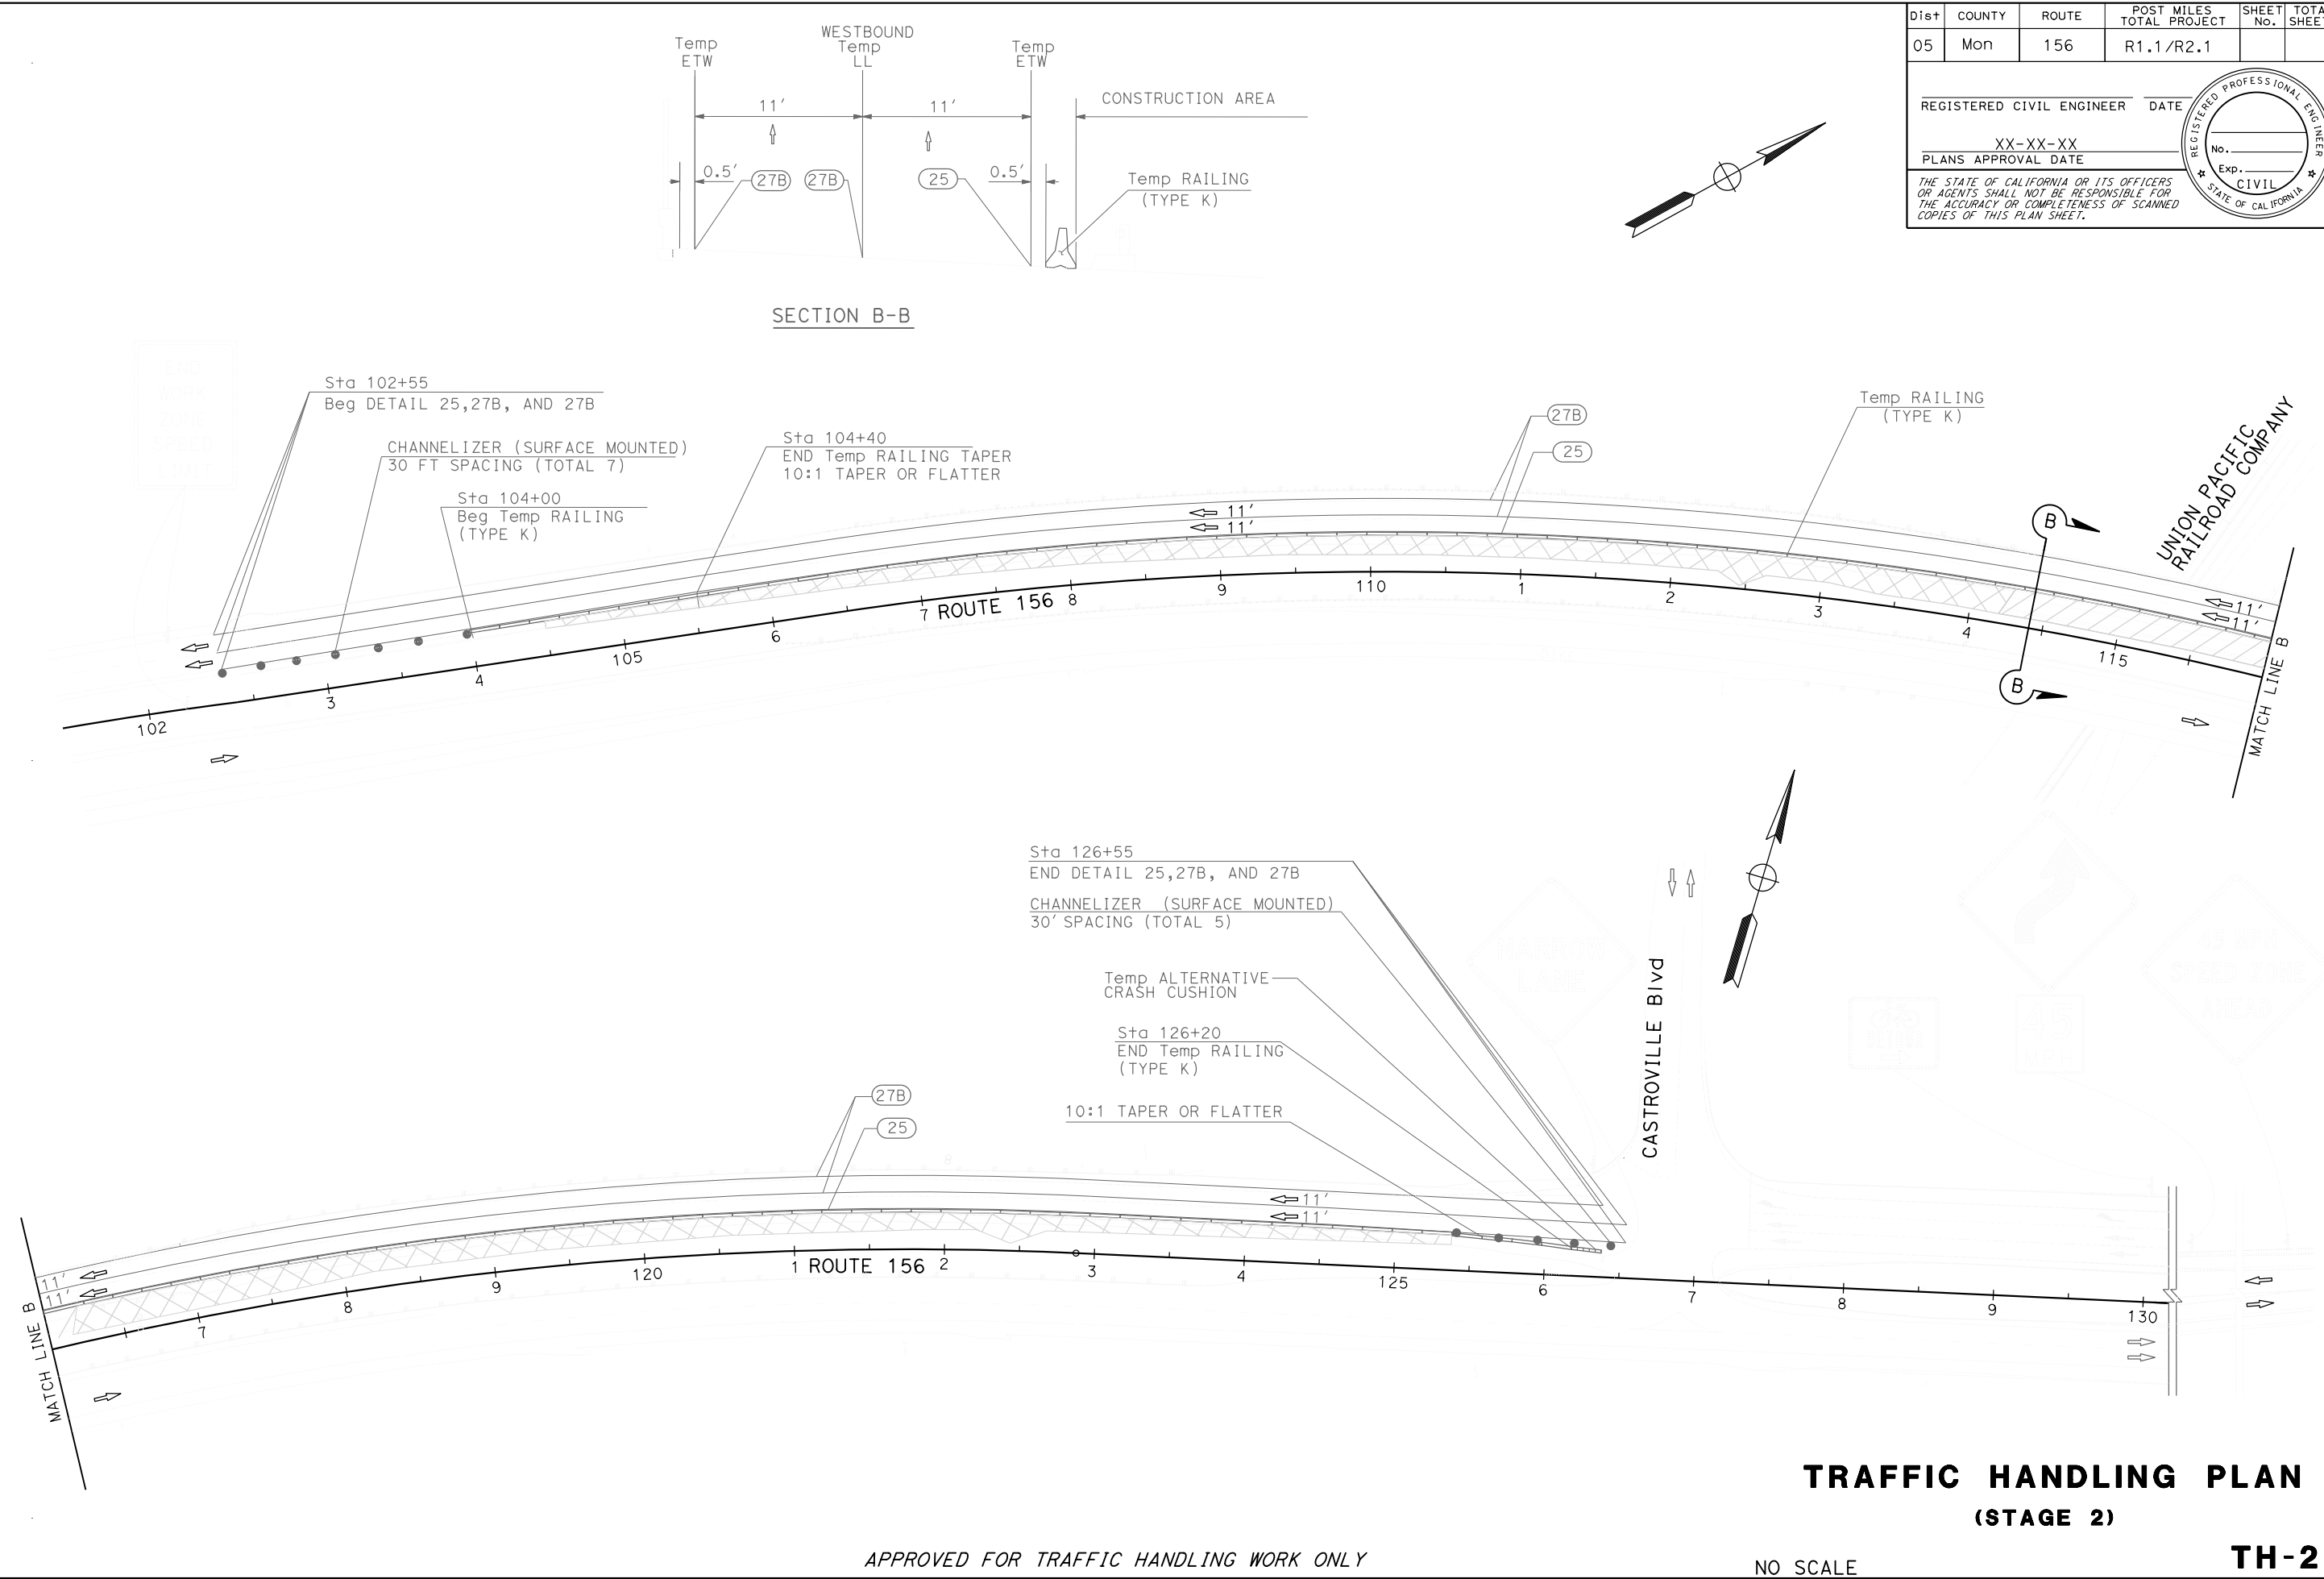 Dist COUNTY ROUTE POST MILES TOTAL PROJECT SHEET No.
05 Mon 156 R1.1/R2.1
REGISTERED CIVIL ENGINEER DATE
XX-XX-XX
PLANS APPROVAL DATE
THE STATE OF CALIFORNIA OR ITS OFFICERS
OR AGENTS SHALL NOT BE RESPONSIBLE FOR
THE ACCURACY OR COMPLETENESS OF SCANNED
COPIES OF THIS PLAN SHEET.
REGISTERED PROFESSIONAL ENGINEER
No.
Exp.
CIVIL
STATE OF CALIFORNIA
WESTBOUND
Temp ETW
Temp LL
Temp ETW
11' 11'
CONSTRUCTION AREA
0.5' 27B 27B 25 0.5'
Temp RAILING
(TYPE K)
SECTION B-B
END
WORK
ZONE
SPEED
LIMIT
Sta 102+55
Beg DETAIL 25,27B, AND 27B
CHANNELIZER (SURFACE MOUNTED)
30 FT SPACING (TOTAL 7)
Sta 104+00
Beg Temp RAILING
(TYPE K)
Sta 104+40
END Temp RAILING TAPER
10:1 TAPER OR FLATTER
27B
25
Temp RAILING
(TYPE K)
UNION PACIFIC
RAILROAD COMPANY
B
B
11'
11'
11'
11'
102 3 4 105 6 7 ROUTE 156 8 9 110 1 2 3 4 115
MATCH LINE B
Sta 126+55
END DETAIL 25,27B, AND 27B
CHANNELIZER (SURFACE MOUNTED)
30' SPACING (TOTAL 5)
Temp ALTERNATIVE
CRASH CUSHION
Sta 126+20
END Temp RAILING
(TYPE K)
10:1 TAPER OR FLATTER
27B
25
CASTROVILLE Blvd
NARROW
LANE
45
SPEED ZONE
AHEAD
11'
11'
11'
11'
MATCH LINE B
7 8 9 120 1 ROUTE 156 2 3 4 125 6 7 8 9 130
TRAFFIC HANDLING PLAN
(STAGE 2)
APPROVED FOR TRAFFIC HANDLING WORK ONLY
NO SCALE
TH-2